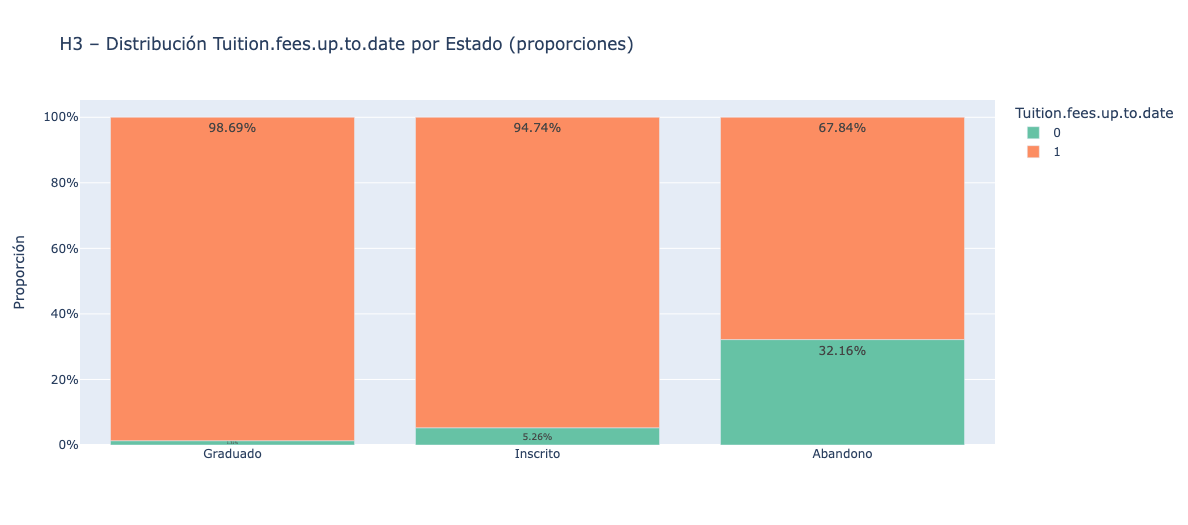 H3 – Distribución Tuition.fees.up.to.date por Estado (proporciones)
Tuition.fees.up.to.date
0
1
Proporción
100%
80%
60%
40%
20%
0%
98.69%
94.74%
67.84%
32.16%
5.26%
Graduado
Inscrito
Abandono